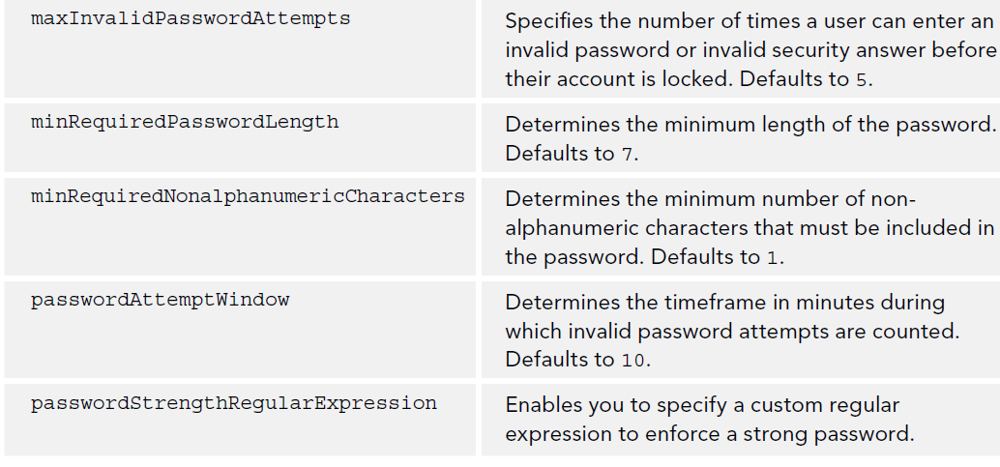 maxInvalidPasswordAttempts
Specifies the number of times a user can enter an
invalid password or invalid security answer before
their account is locked. Defaults to 5.
minRequiredPasswordLength
Determines the minimum length of the password.
Defaults to 7.
minRequiredNonalphanumericCharacters
Determines the minimum number of non-
alphanumeric characters that must be included in
the password. Defaults to 1.
passwordAttemptWindow
Determines the timeframe in minutes during
which invalid password attempts are counted.
Defaults to 10.
passwordStrengthRegularExpression
Enables you to specify a custom regular
expression to enforce a strong password.